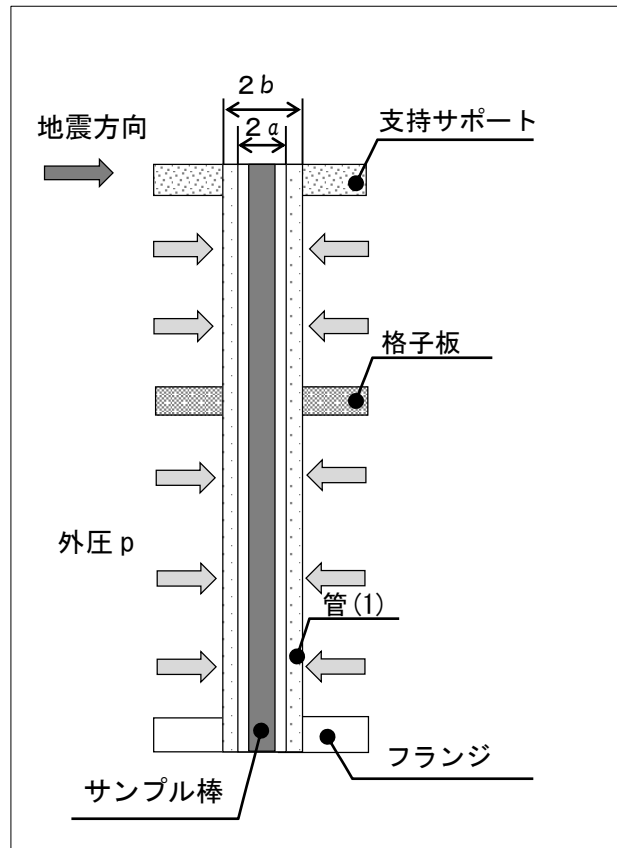 2b
2a
地震方向
支持サポート
格子板
外圧p
管(1)
フランジ
サンプル棒